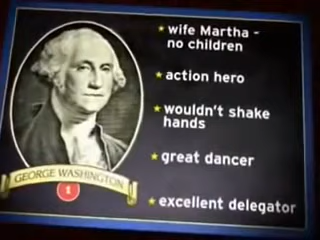 wife Martha -
no children
action hero
wouldn't shake
hands
great dancer
excellent delegator
GEORGE WASHINGTON
1